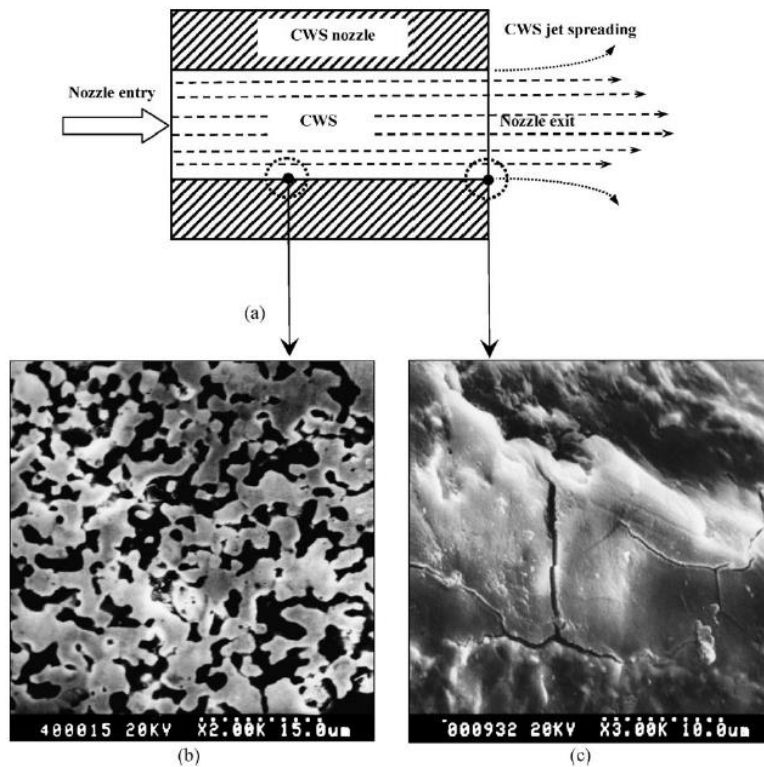 CWS nozzle
CWS jet spreading
Nozzle entry
CWS
Nozzle exit
(a)
400015 20KV X2.00K 15.0um
000932 20KV X3.00K 10.0um
(b)
(c)